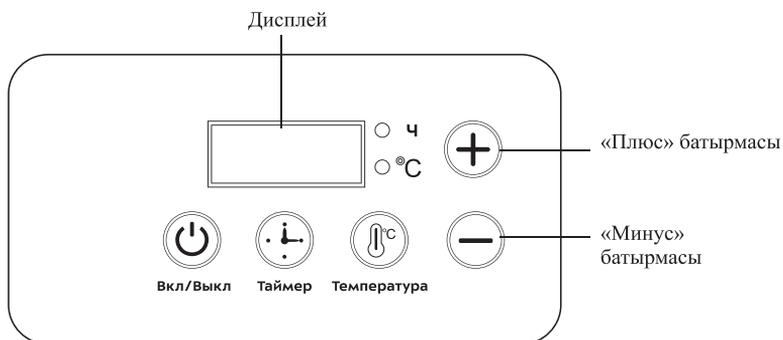 Дисплей
ч
°C
«Плюс» батырмасы
°C
«Минус»
батырмасы
Вкл/Выкл
Таймер
Температура